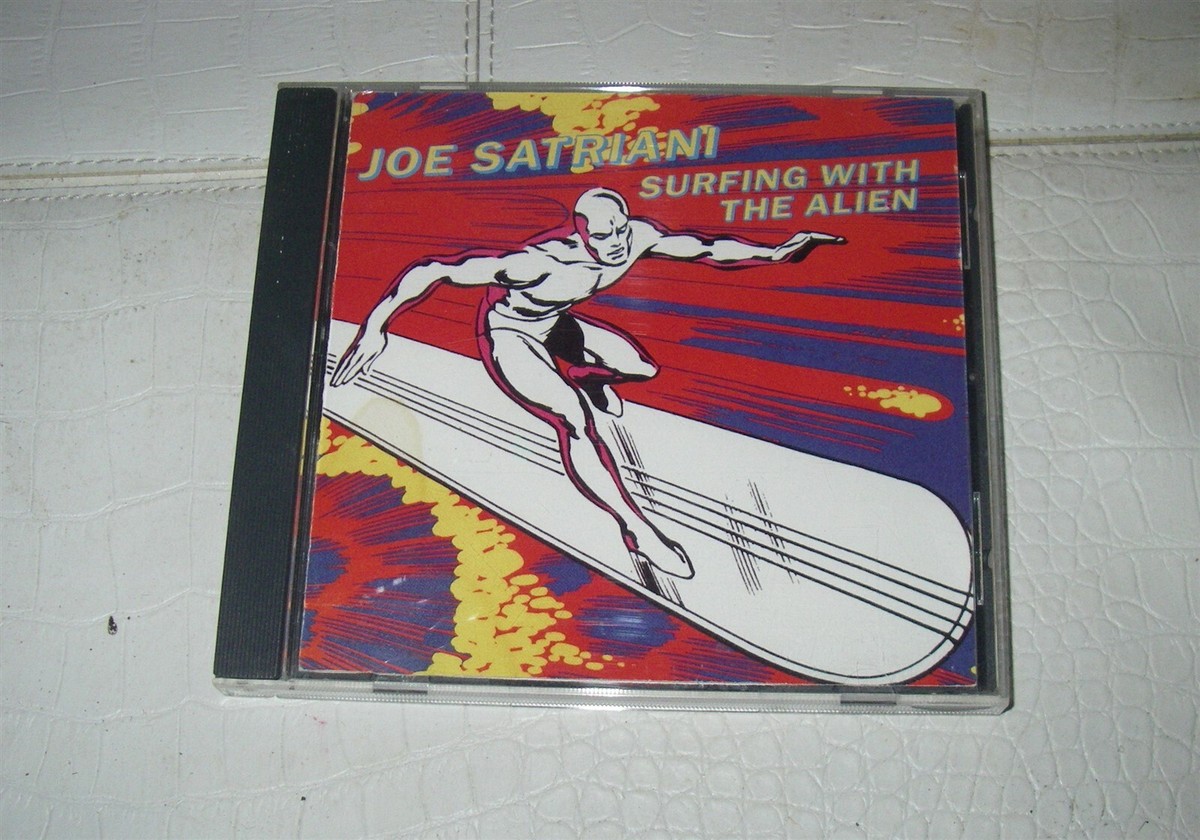 JOE SATRIANI
SURFING WITH
THE ALIEN